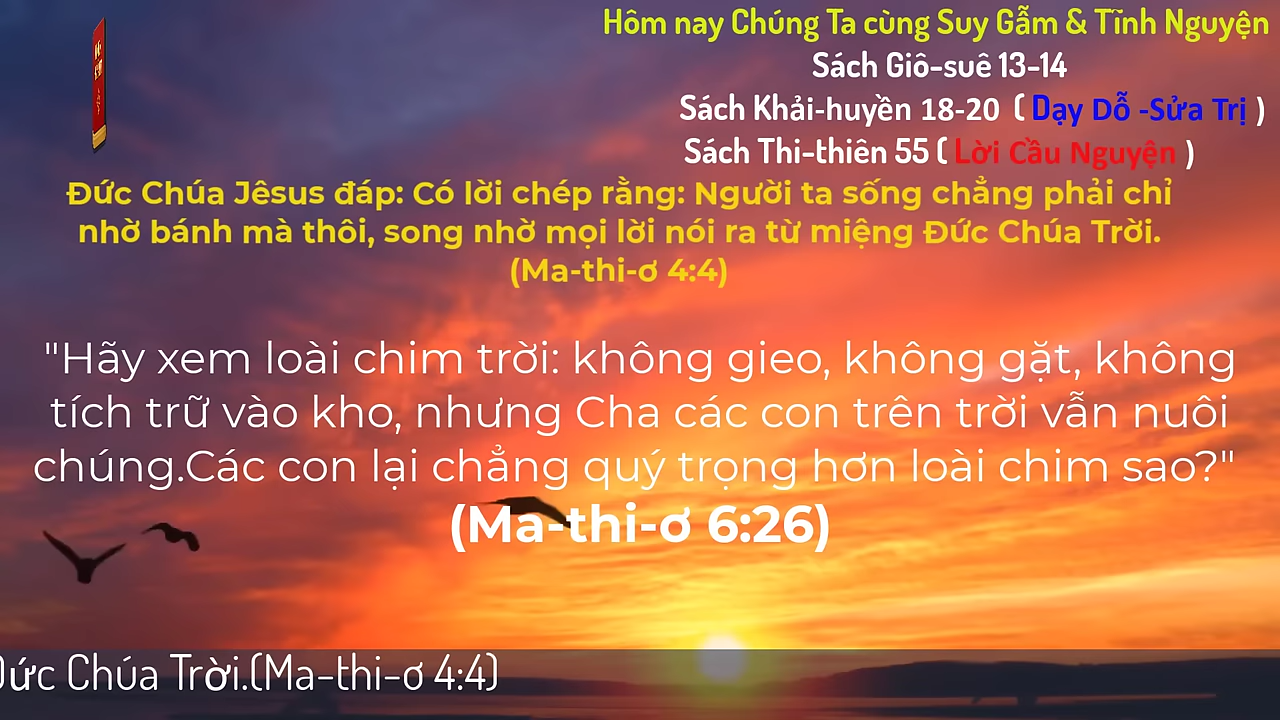 Hôm nay Chúng Ta cùng Suy Gẫm & Tĩnh Nguyện
Sách Giô-suê 13-14
Sách Khải-huyền 18-20 ( Dạy Dỗ -Sửa Trị )
Sách Thi-thiên 55 ( Lời Cầu Nguyện )
Đức Chúa Jêsus đáp: Có lời chép rằng: Người ta sống chẳng phải chỉ
nhờ bánh mà thôi, song nhờ mọi lời nói ra từ miệng Đức Chúa Trời.
(Ma-thi-ơ 4:4)
"Hãy xem loài chim trời: không gieo, không gặt, không
tích trữ vào kho, nhưng Cha các con trên trời vẫn nuôi
chúng.Các con lại chẳng quý trọng hơn loài chim sao?"
(Ma-thi-ơ 6:26)
Đức Chúa Trời.(Ma-thi-ơ 4:4)